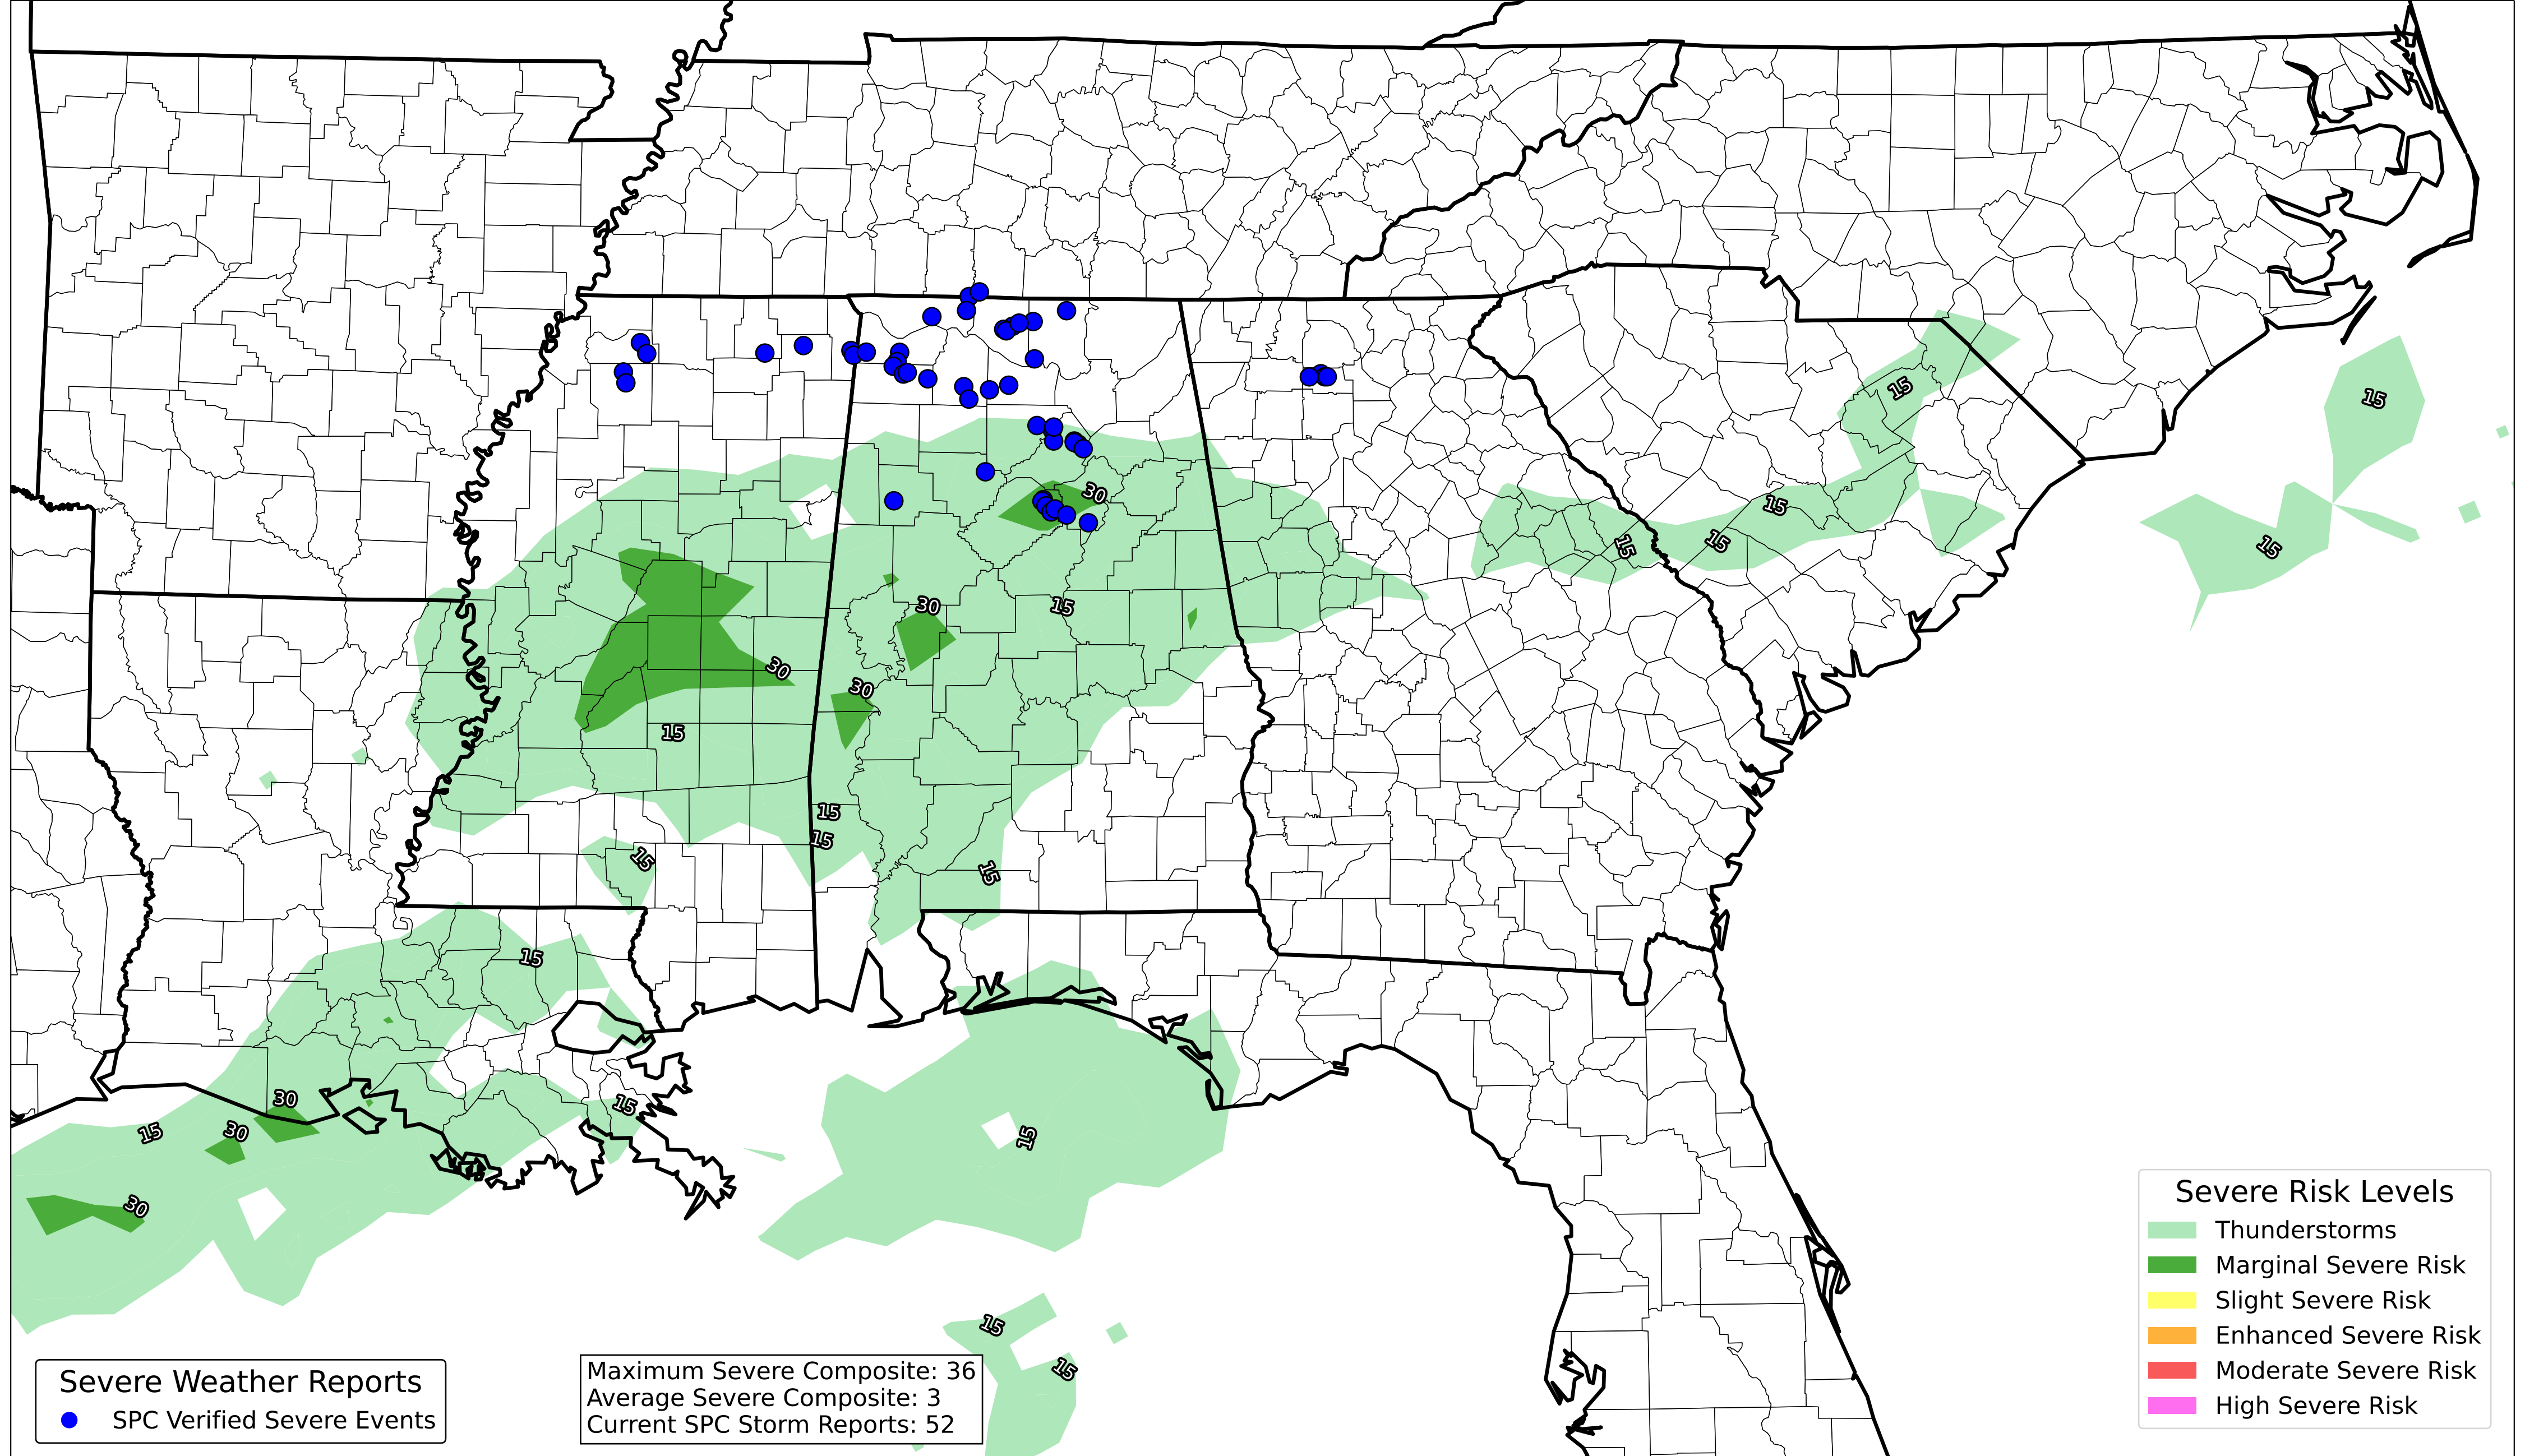 15
15
30
15
15
15
15
30
15
30
30
15
15
15
15
15
15
30
15
30
15
15
30
15
15
Severe Risk Levels
Thunderstorms
Marginal Severe Risk
Slight Severe Risk
Enhanced Severe Risk
Moderate Severe Risk
High Severe Risk
Severe Weather Reports
SPC Verified Severe Events
Maximum Severe Composite: 36
Average Severe Composite: 3
Current SPC Storm Reports: 52